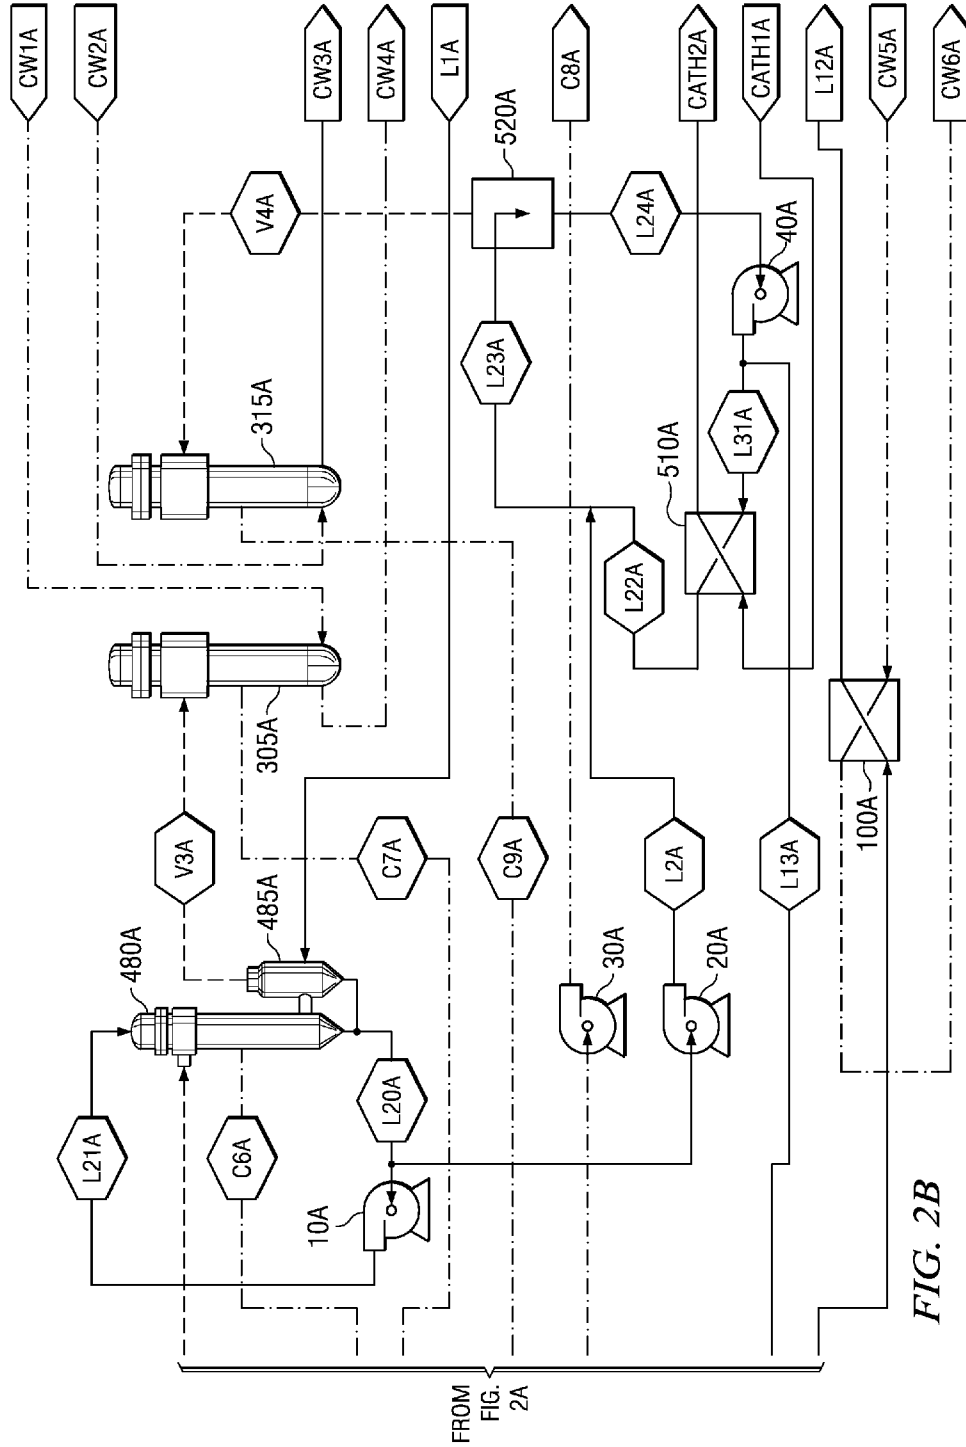 CW1A
CW2A
CW3A
CW4A
L1A
C8A
CATH2A
CATH1A
L12A
CW5A
CW6A
V4A
520A
L24A
40A
L23A
315A
L31A
510A
L22A
305A
V3A
C7A
C9A
L2A
L13A
100A
480A
485A
30A
20A
L21A
C6A
L20A
10A
FROM
FIG.
2A
FIG. 2B